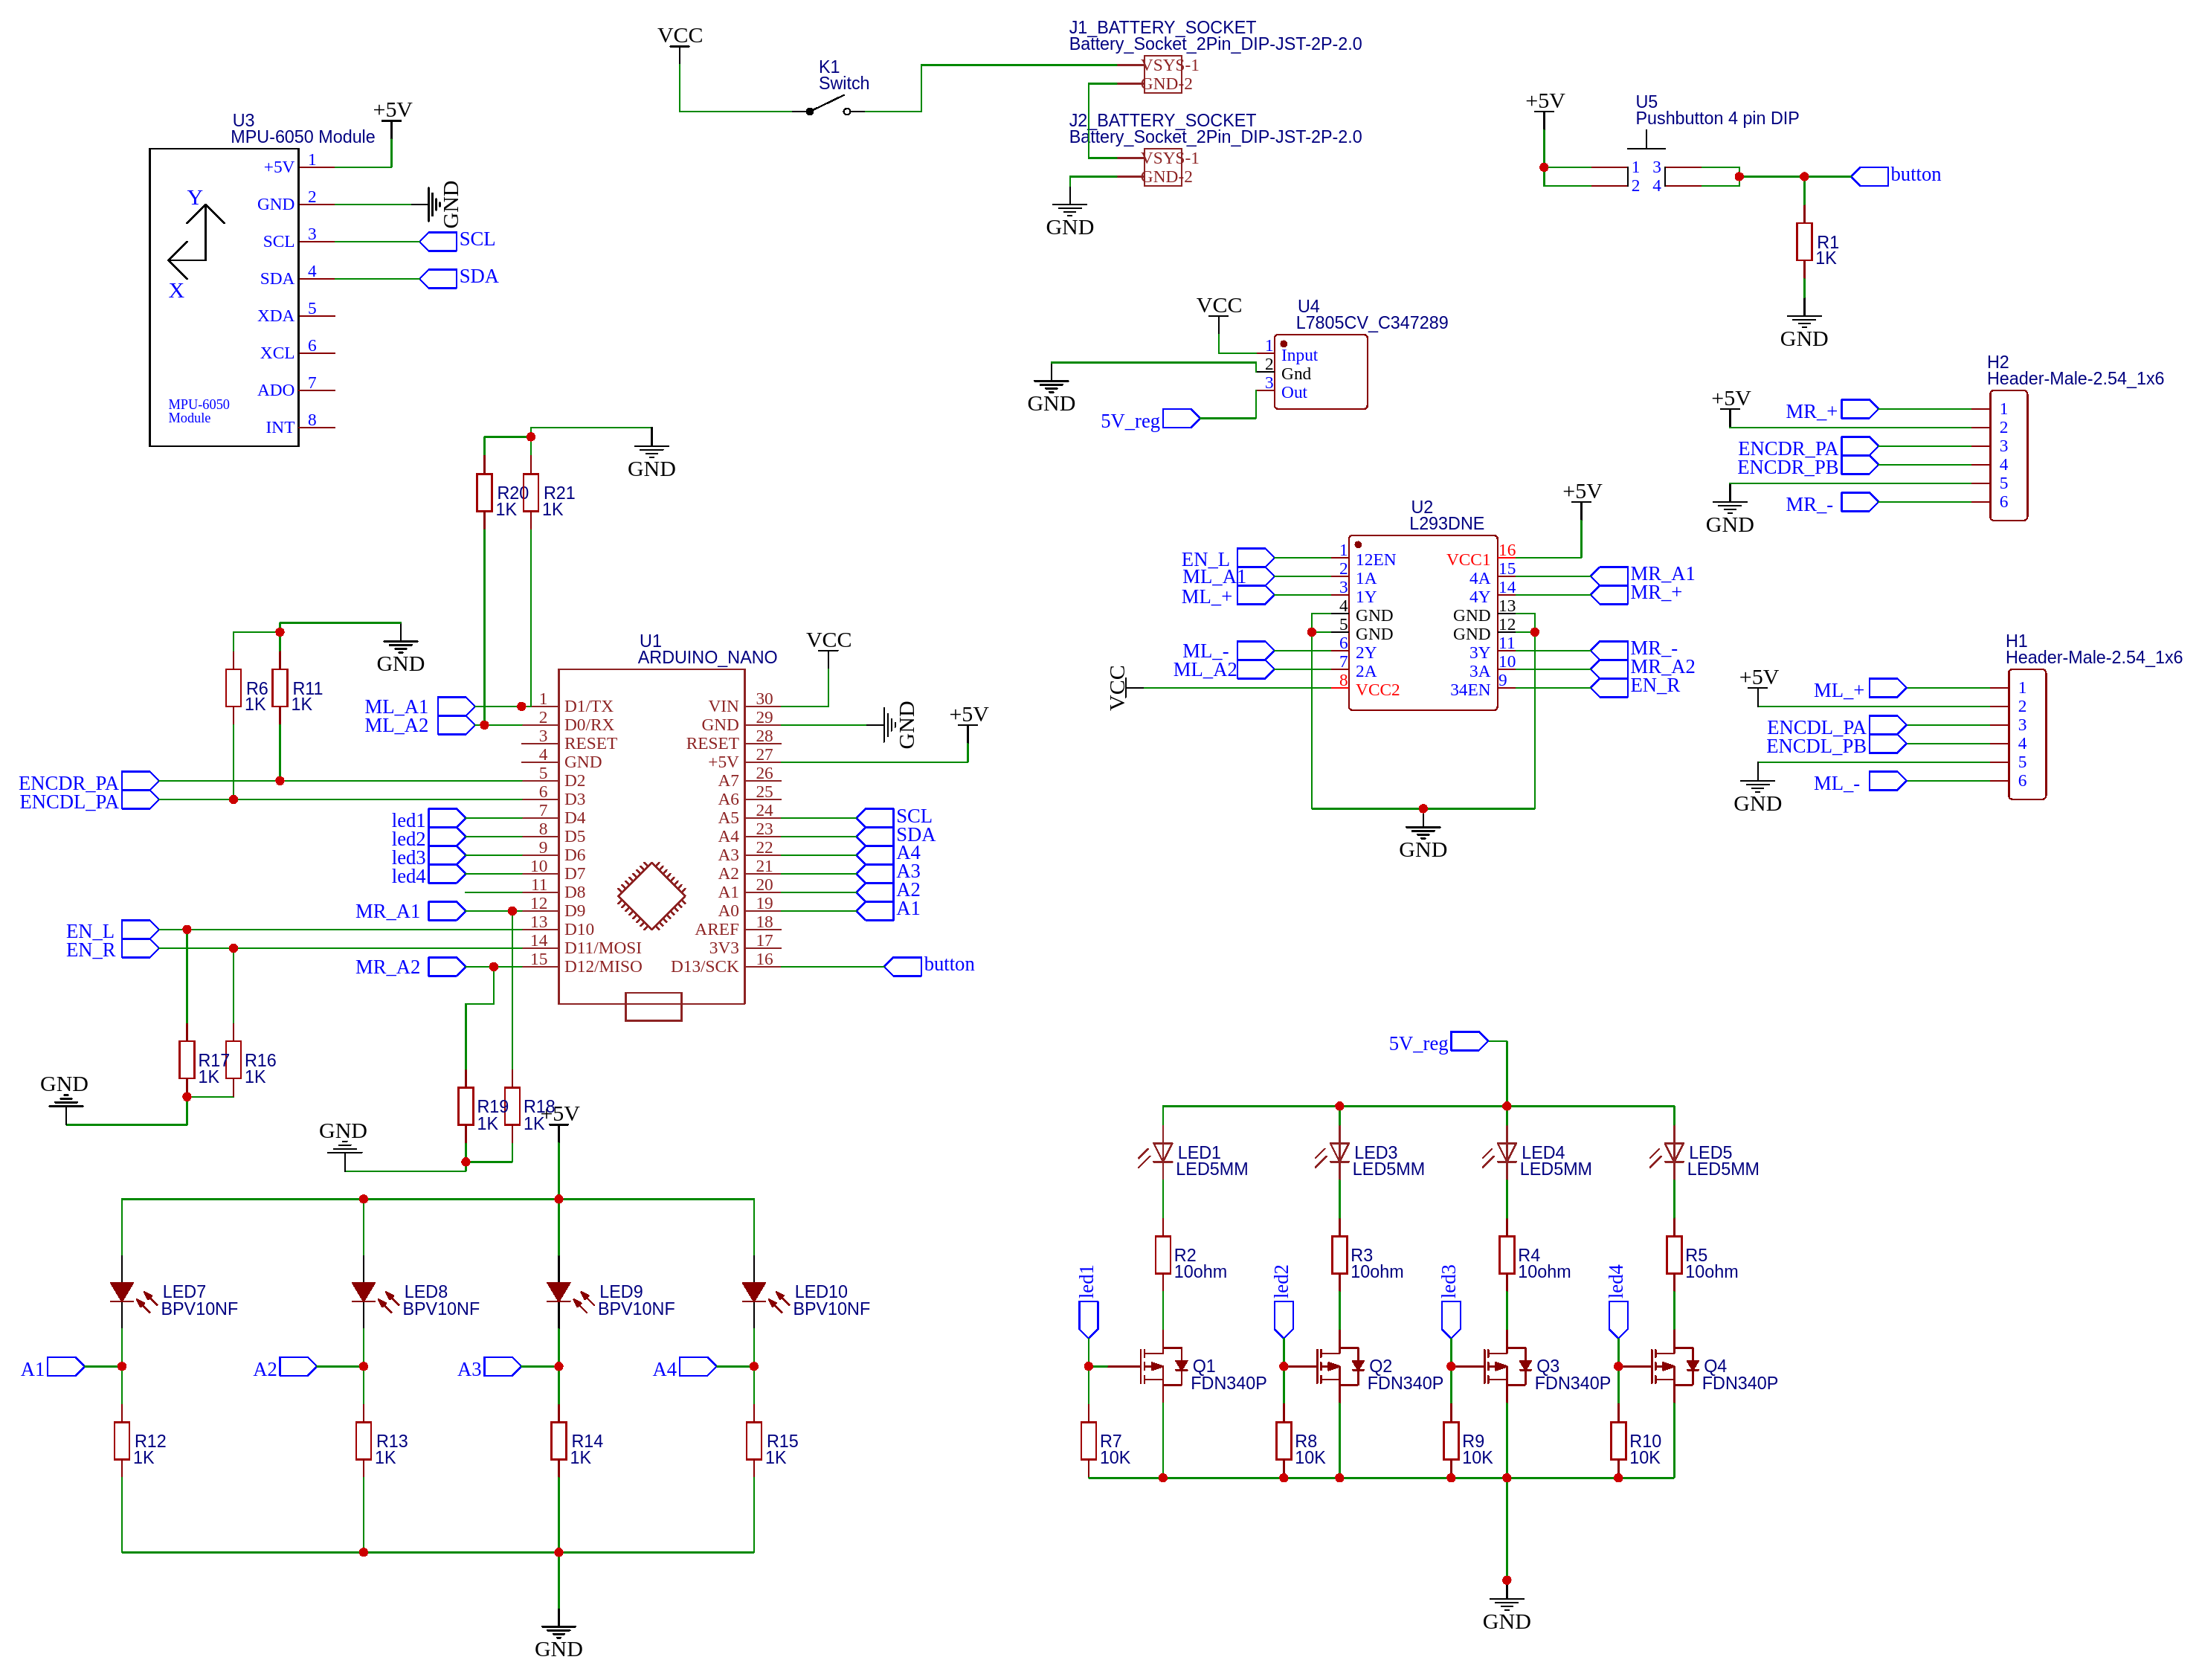 VCC
K1
Switch
J1_BATTERY_SOCKET
Battery_Socket_2Pin_DIP-JST-2P-2.0
VSYS-1
GND-2
J2_BATTERY_SOCKET
Battery_Socket_2Pin_DIP-JST-2P-2.0
VSYS-1
GND-2
GND
+5V
U5
Pushbutton 4 pin DIP
1 3
2 4
button
R1
1K
GND
U3
MPU-6050 Module
+5V
+5V 1
GND 2
GND
SCL 3
SCL
SDA 4
SDA
XDA 5
XCL 6
ADO 7
INT 8
Y
X
MPU-6050
Module
VCC
U4
L7805CV_C347289
1 Input
2 Gnd
3 Out
GND
5V_reg
H2
Header-Male-2.54_1x6
+5V
MR_+ 1
2
ENCDR_PA 3
ENCDR_PB 4
5
MR_- 6
GND
GND
R20
1K
R21
1K
U2
L293DNE
+5V
EN_L 1 12EN VCC1 16
ML_A1 2 1A 4A 15 MR_A1
ML_+ 3 1Y 4Y 14 MR_+
4 GND GND 13
5 GND GND 12
ML_- 6 2Y 3Y 11 MR_-
ML_A2 7 2A 3A 10 MR_A2
VCC 8 VCC2 34EN 9 EN_R
GND
H1
Header-Male-2.54_1x6
+5V
ML_+ 1
2
ENCDL_PA 3
ENCDL_PB 4
5
ML_- 6
GND
GND
R6
1K
R11
1K
U1
ARDUINO_NANO
VCC
GND
+5V
ML_A1 1 D1/TX VIN 30
ML_A2 2 D0/RX GND 29
3 RESET RESET 28
4 GND +5V 27
ENCDR_PA 5 D2 A7 26
ENCDL_PA 6 D3 A6 25
led1 7 D4 A5 24 SCL
led2 8 D5 A4 23 SDA
led3 9 D6 A3 22 A4
led4 10 D7 A2 21 A3
11 D8 A1 20 A2
MR_A1 12 D9 A0 19 A1
EN_L 13 D10 AREF 18
EN_R 14 D11/MOSI 3V3 17
MR_A2 15 D12/MISO D13/SCK 16 button
R17
1K
R16
1K
GND
R19
1K
R18
1K
GND
+5V
LED7
BPV10NF
LED8
BPV10NF
LED9
BPV10NF
LED10
BPV10NF
A1
A2
A3
A4
R12
1K
R13
1K
R14
1K
R15
1K
GND
5V_reg
LED1
LED5MM
LED3
LED5MM
LED4
LED5MM
LED5
LED5MM
R2
10ohm
R3
10ohm
R4
10ohm
R5
10ohm
led1
led2
led3
led4
Q1
FDN340P
Q2
FDN340P
Q3
FDN340P
Q4
FDN340P
R7
10K
R8
10K
R9
10K
R10
10K
GND